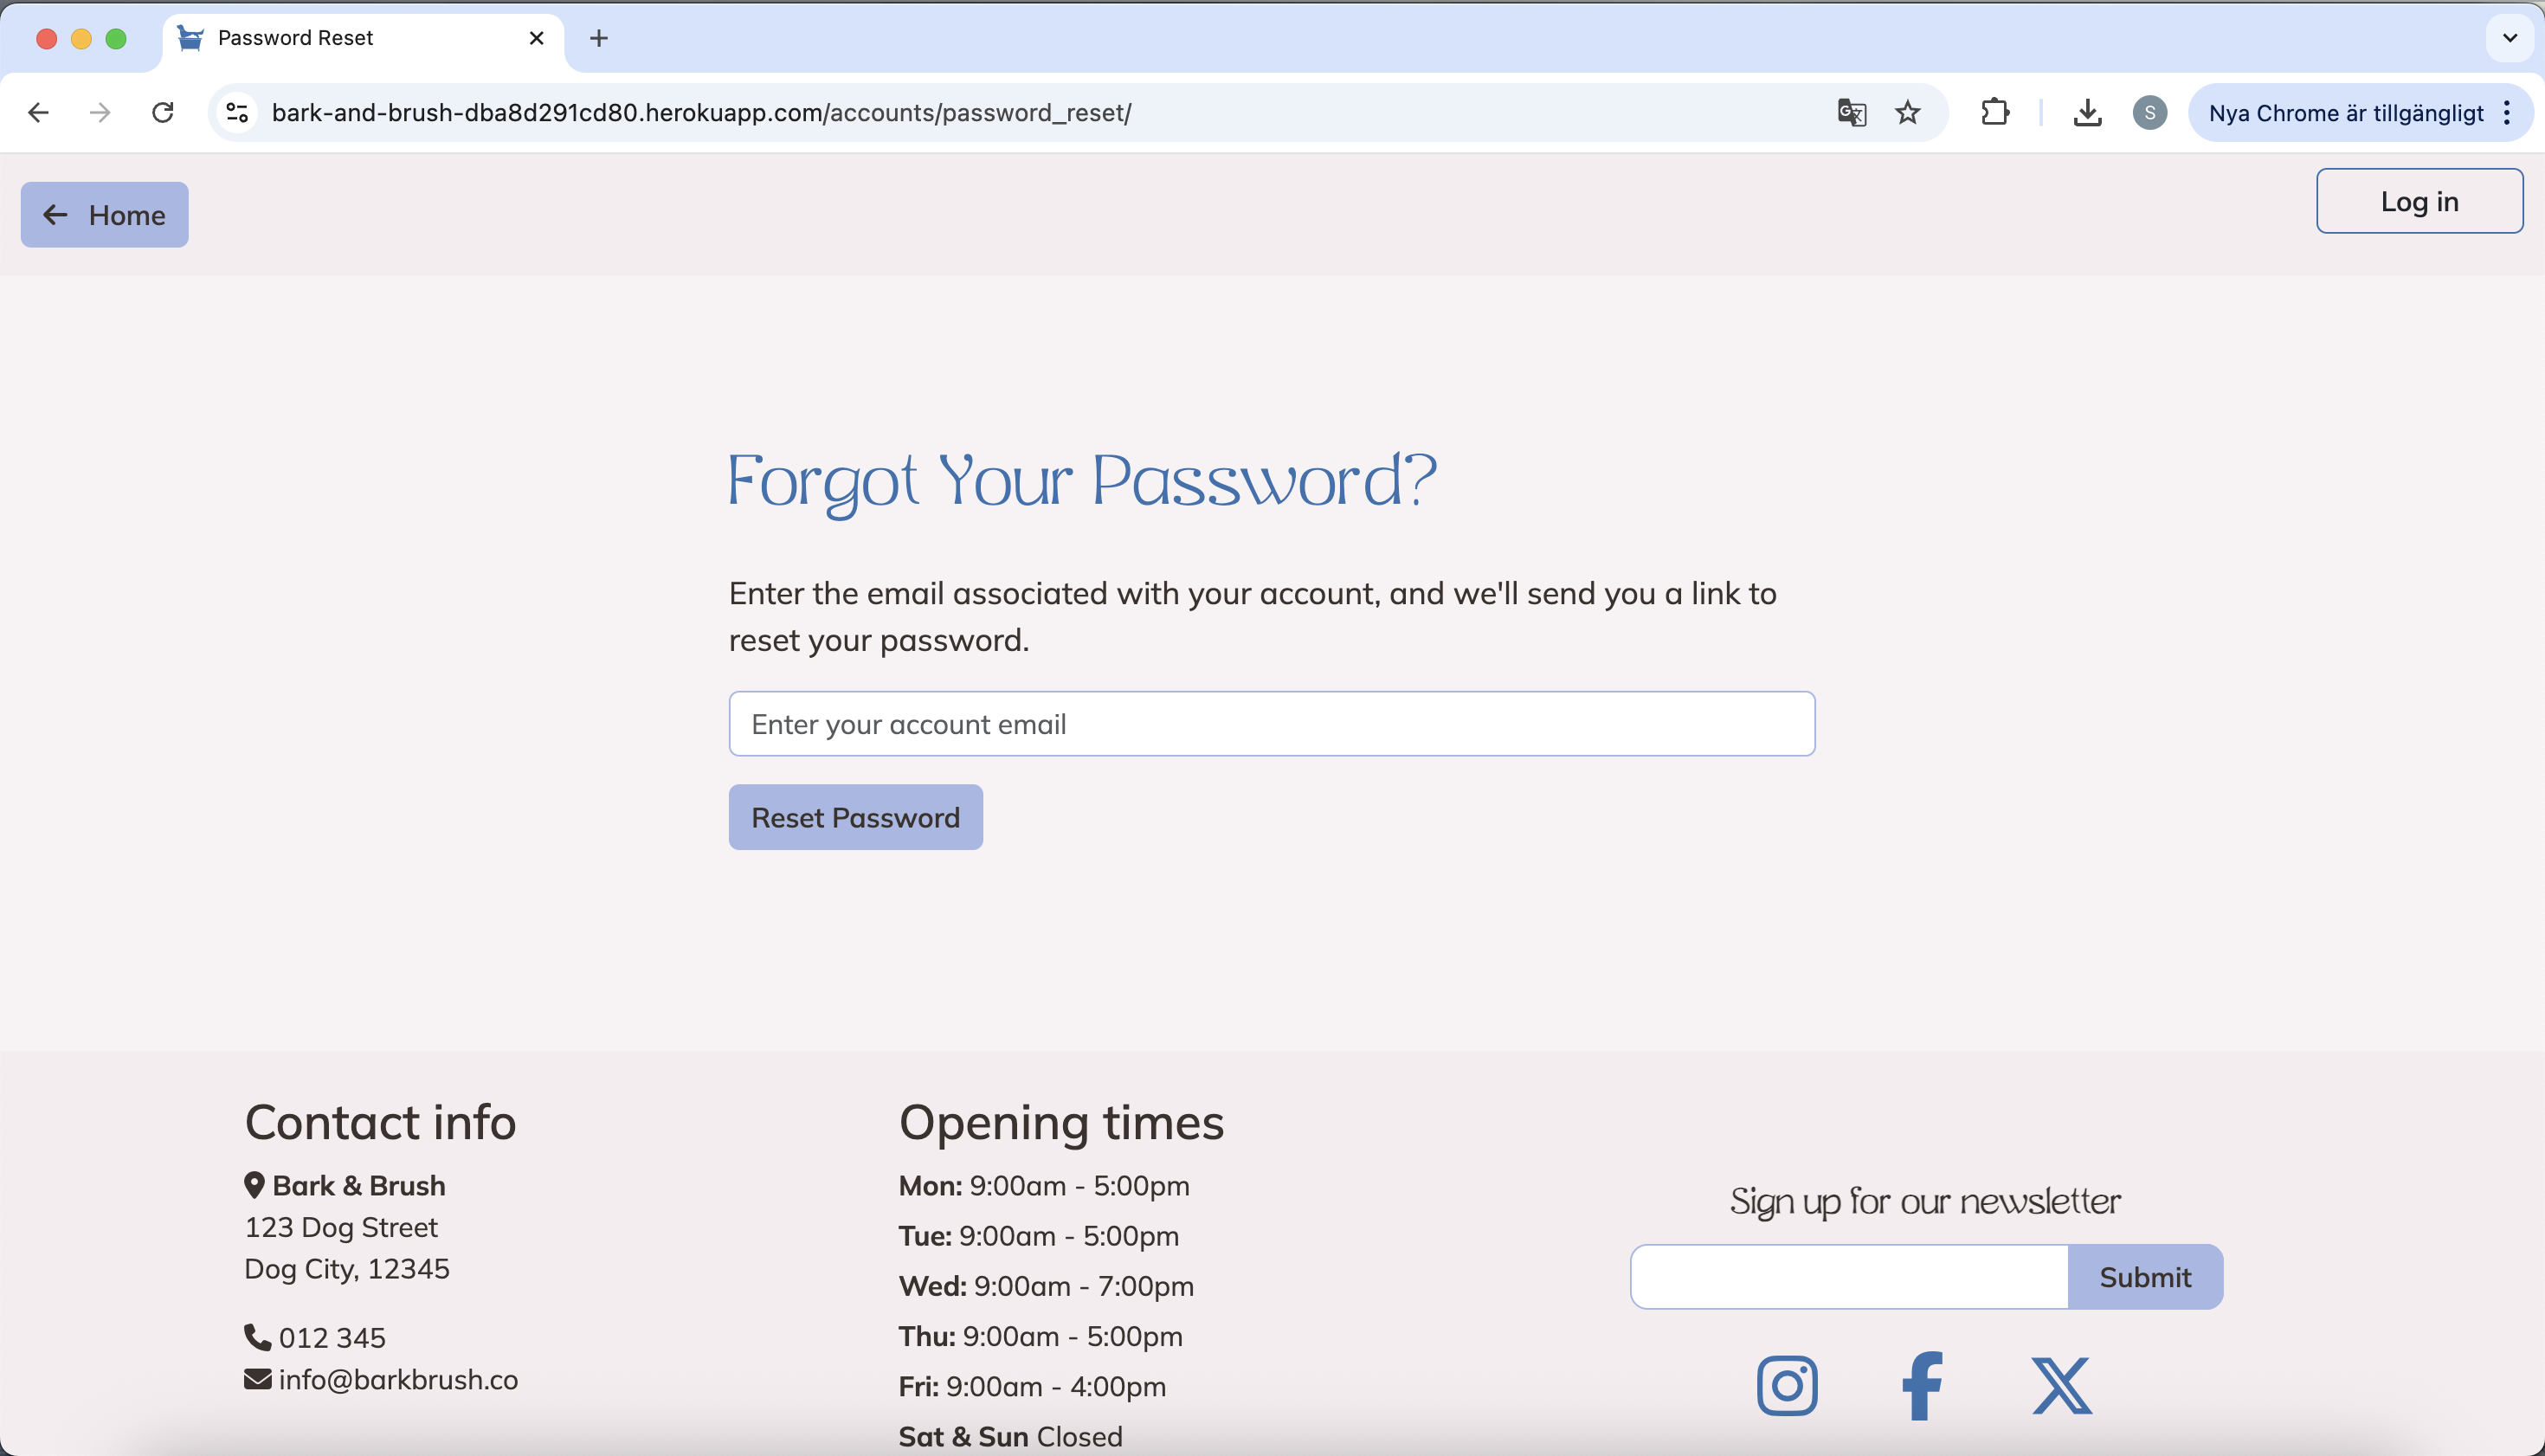 Password Reset
bark-and-brush-dba8d291cd80.herokuapp.com/accounts/password_reset/
S
Nya Chrome är tillgängligt
Home
Log in
Forgot Your Password?
Enter the email associated with your account, and we'll send you a link to
reset your password.
Enter your account email
Reset Password
Contact info
Bark & Brush
123 Dog Street
Dog City, 12345
012 345
info@barkbrush.co
Opening times
Mon: 9:00am - 5:00pm
Tue: 9:00am - 5:00pm
Wed: 9:00am - 7:00pm
Thu: 9:00am - 5:00pm
Fri: 9:00am - 4:00pm
Sat & Sun Closed
Sign up for our newsletter
Submit